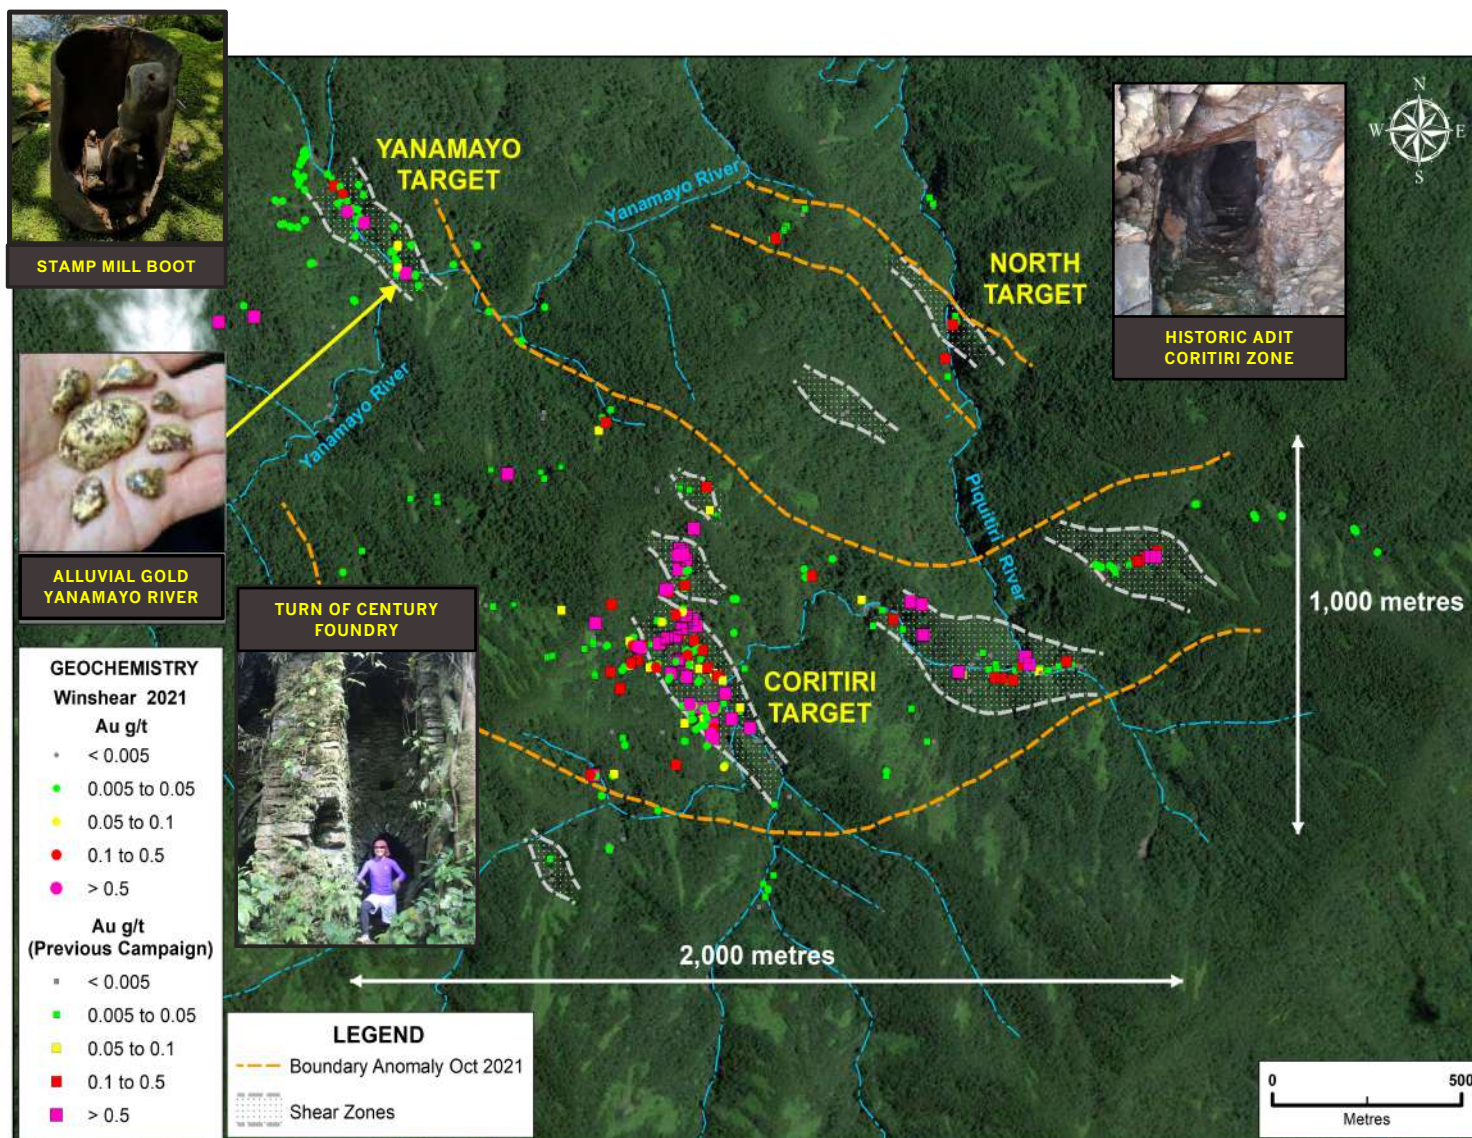 STAMP MILL BOOT
YANAMAYO
TARGET
Yanamayo River
NORTH
TARGET
N
W
E
S
HISTORIC ADIT
CORITIRI ZONE
Yanamayo River
ALLUVIAL GOLD
YANAMAYO RIVER
Piquitiri River
1,000 metres
TURN OF CENTURY
FOUNDRY
CORITIRI
TARGET
2,000 metres
GEOCHEMISTRY
Winshear 2021
Au g/t
< 0.005
0.005 to 0.05
0.05 to 0.1
0.1 to 0.5
> 0.5
Au g/t
(Previous Campaign)
< 0.005
0.005 to 0.05
0.05 to 0.1
0.1 to 0.5
> 0.5
LEGEND
Boundary Anomaly Oct 2021
Shear Zones
0 500
Metres